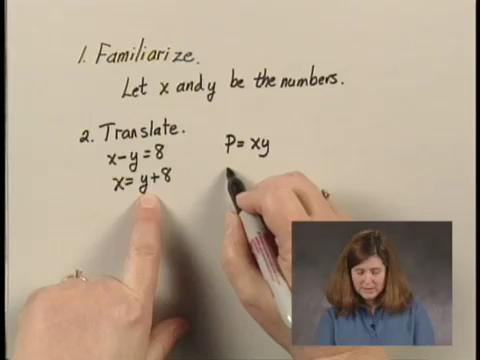 1. Familiarize.
Let x and y be the numbers.
2. Translate.
x-y=8
x=y+8
P=xy